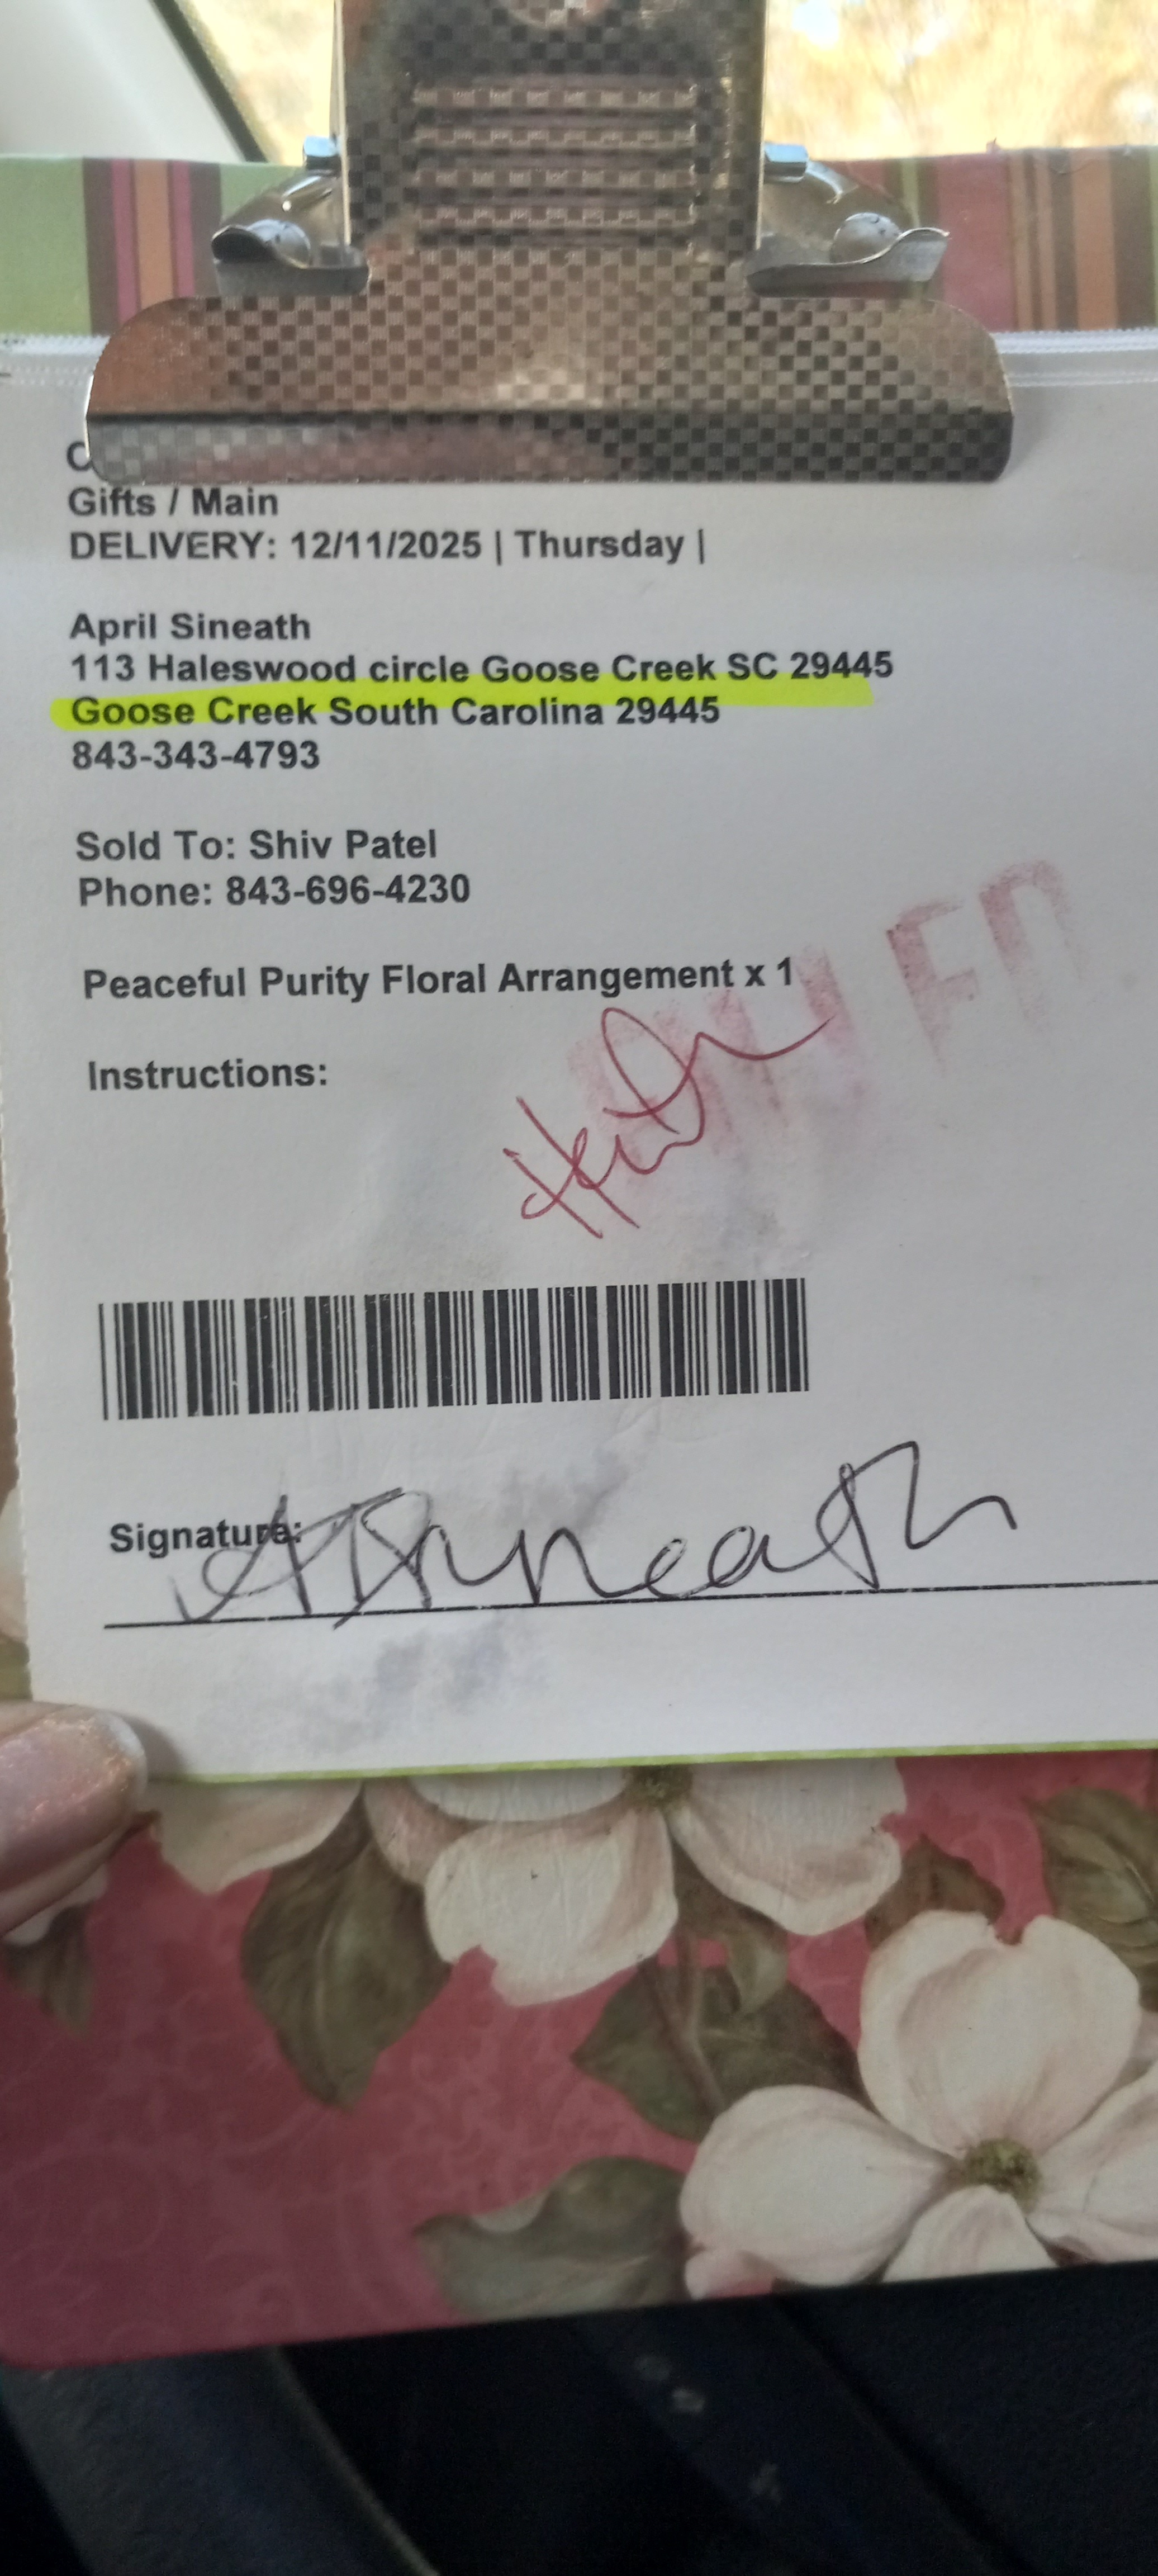 Gifts / Main
DELIVERY: 12/11/2025 | Thursday |
April Sineath
113 Haleswood circle Goose Creek SC 29445
Goose Creek South Carolina 29445
843-343-4793
Sold To: Shiv Patel
Phone: 843-696-4230
Peaceful Purity Floral Arrangement x 1
Instructions:
Signature:
ASineath